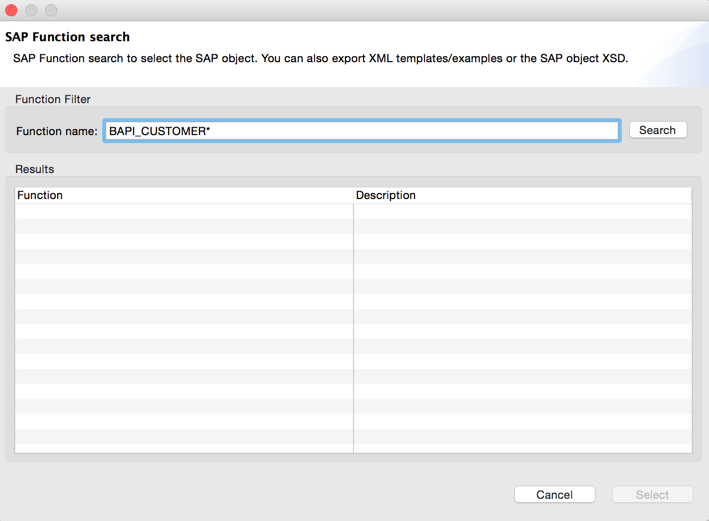 SAP Function search
SAP Function search to select the SAP object. You can also export XML templates/examples or the SAP object XSD.
Function Filter
Function name: BAPI_CUSTOMER* Search
Results
Function Description
Cancel Select